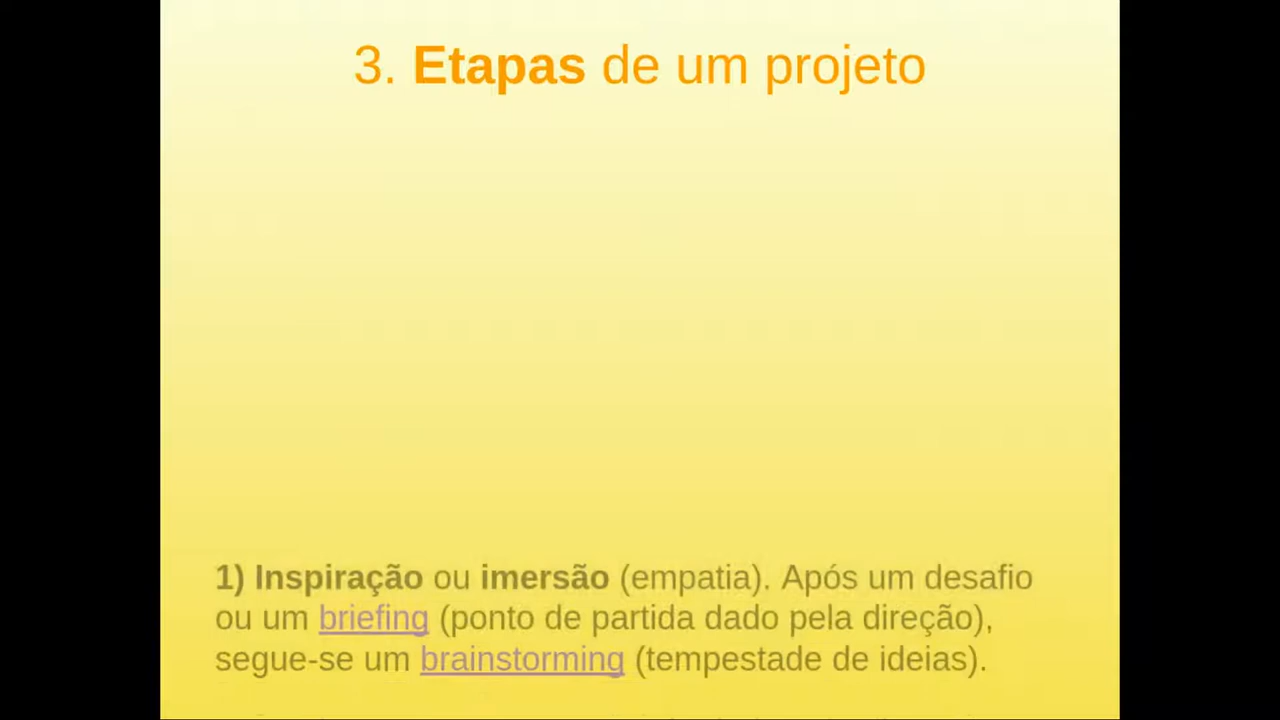 3. Etapas de um projeto
1) Inspiração ou imersão (empatia). Após um desafio
ou um briefing (ponto de partida dado pela direção),
segue-se um brainstorming (tempestade de ideias).